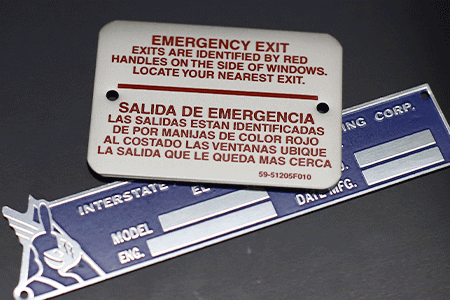 EMERGENCY EXIT
EXITS ARE IDENTIFIED BY RED
HANDLES ON THE SIDE OF WINDOWS.
LOCATE YOUR NEAREST EXIT.
SALIDA DE EMERGENCIA
LAS SALIDAS ESTAN IDENTIFICADAS
DE POR MANIJAS DE COLOR ROJO
AL COSTADO LAS VENTANAS UBIQUE
LA SALIDA QUE LE QUEDA MAS CERCA
59-51205F010
INTERSTATE CORP.
MODEL
ENG. DATE MFG.